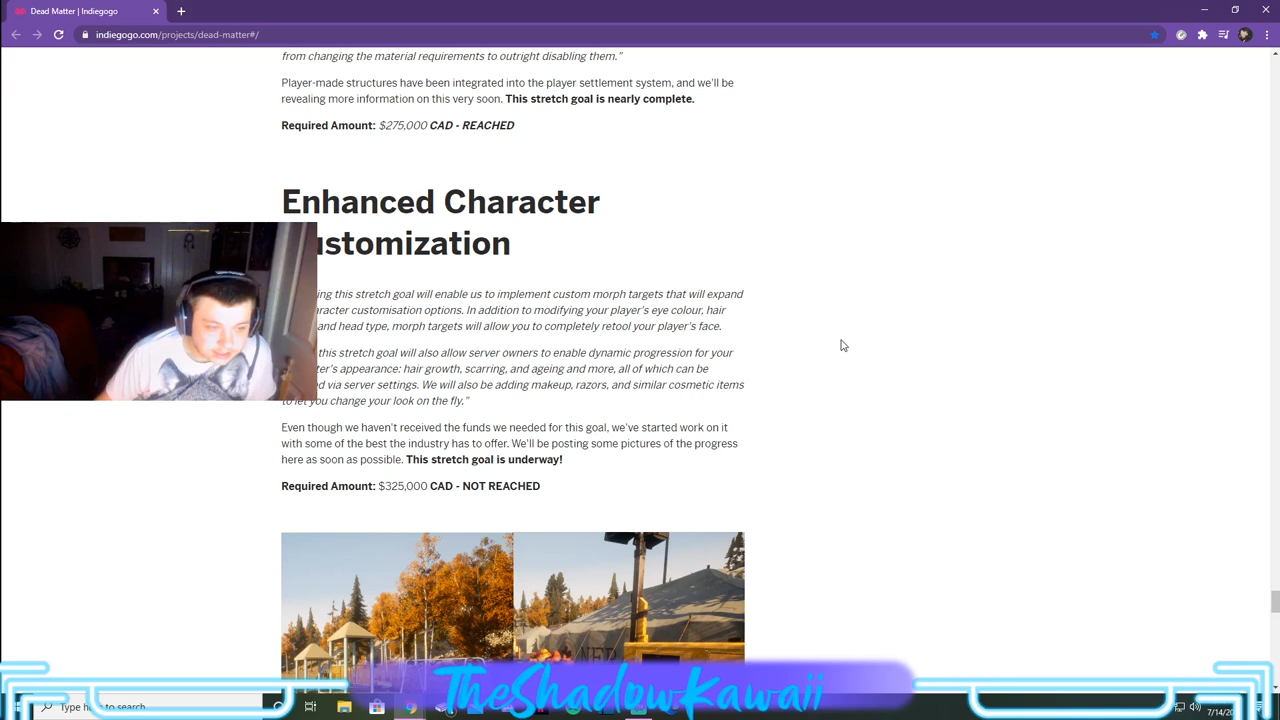 Dead Matter | Indiegogo
indiegogo.com/projects/dead-matter#/
from changing the material requirements to outright disabling them."
Player-made structures have been integrated into the player settlement system, and we'll be
revealing more information on this very soon. This stretch goal is nearly complete.
Required Amount: $275,000 CAD - REACHED
Enhanced Character
ustomization
ing this stretch goal will enable us to implement custom morph targets that will expand
aracter customisation options. In addition to modifying your player's eye colour, hair
and head type, morph targets will allow you to completely retool your player's face.
this stretch goal will also allow server owners to enable dynamic progression for your
ter's appearance: hair growth, scarring, and ageing and more, all of which can be
d via server settings. We will also be adding makeup, razors, and similar cosmetic items
to let you change your look on the fly."
Even though we haven't received the funds we needed for this goal, we've started work on it
with some of the best the industry has to offer. We'll be posting some pictures of the progress
here as soon as possible. This stretch goal is underway!
Required Amount: $325,000 CAD - NOT REACHED
TheShadowKawaii
Type here to search
7/14/20